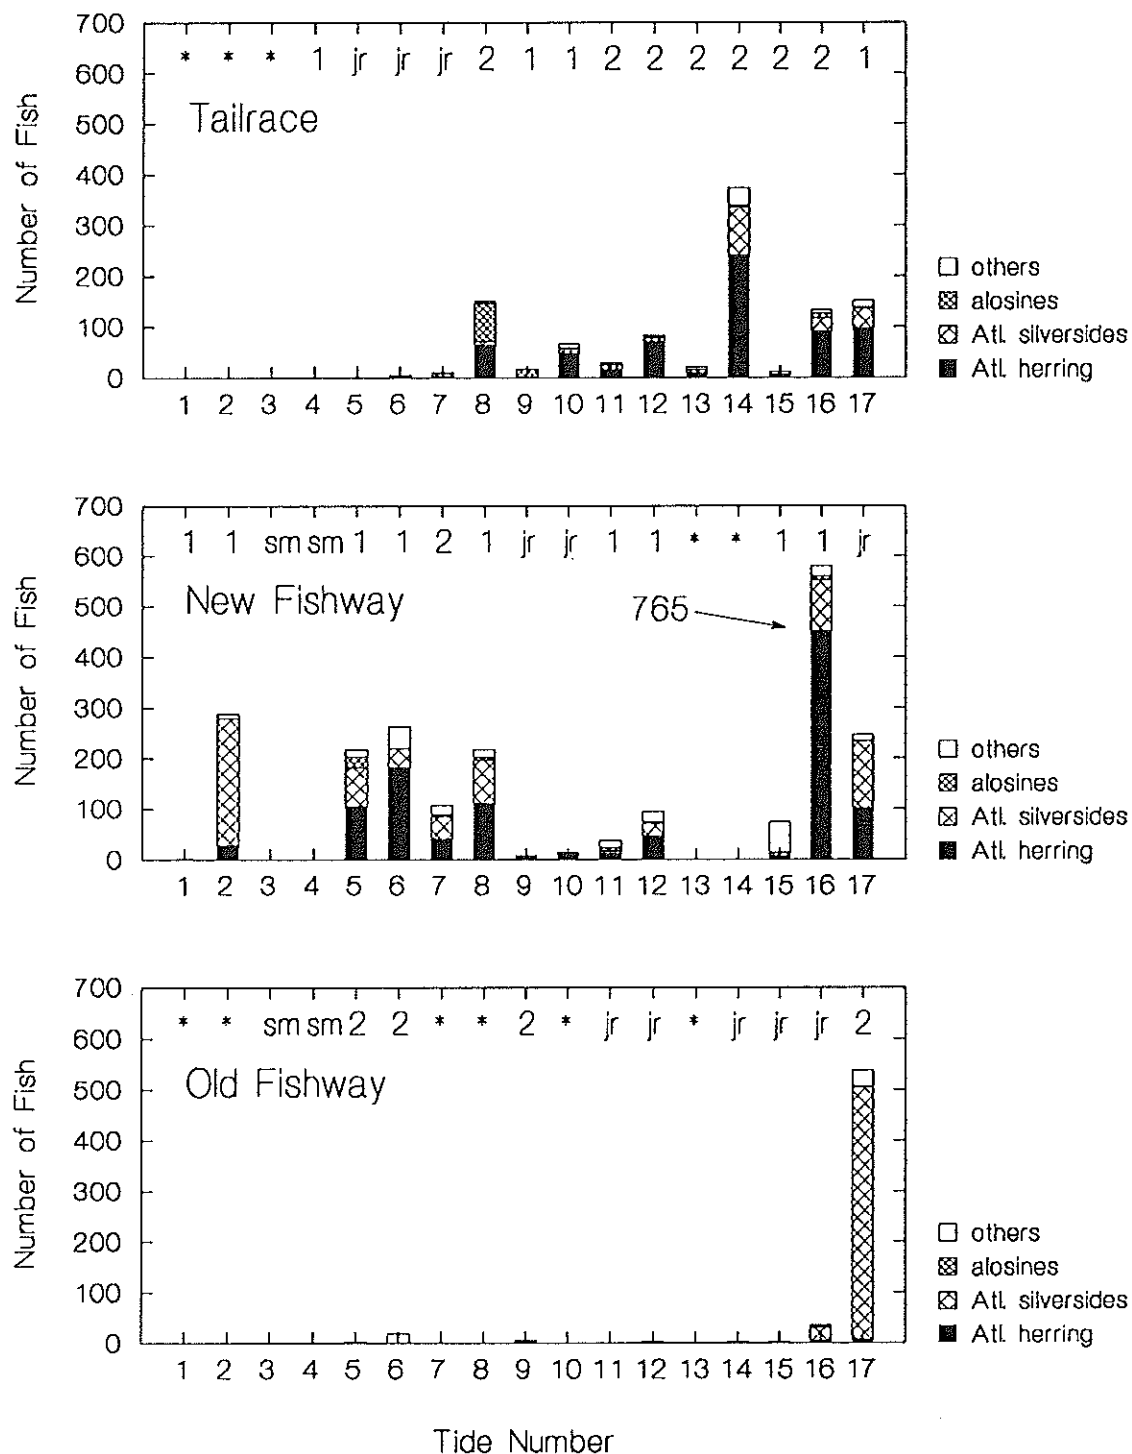 700
600
500
400
300
200
100
0
Number of Fish
* * * 1 jr jr jr 2 1 1 2 2 2 2 2 2 1
Tailrace
1 2 3 4 5 6 7 8 9 10 11 12 13 14 15 16 17
others
alosines
Atl. silversides
Atl. herring
700
600
500
400
300
200
100
0
Number of Fish
1 1 sm sm 1 1 2 1 jr jr 1 1 * * 1 1 jr
New Fishway
765
1 2 3 4 5 6 7 8 9 10 11 12 13 14 15 16 17
others
alosines
Atl. silversides
Atl. herring
700
600
500
400
300
200
100
0
Number of Fish
* * sm sm 2 2 * * 2 * jr jr * jr jr jr 2
Old Fishway
1 2 3 4 5 6 7 8 9 10 11 12 13 14 15 16 17
others
alosines
Atl. silversides
Atl. herring
Tide Number